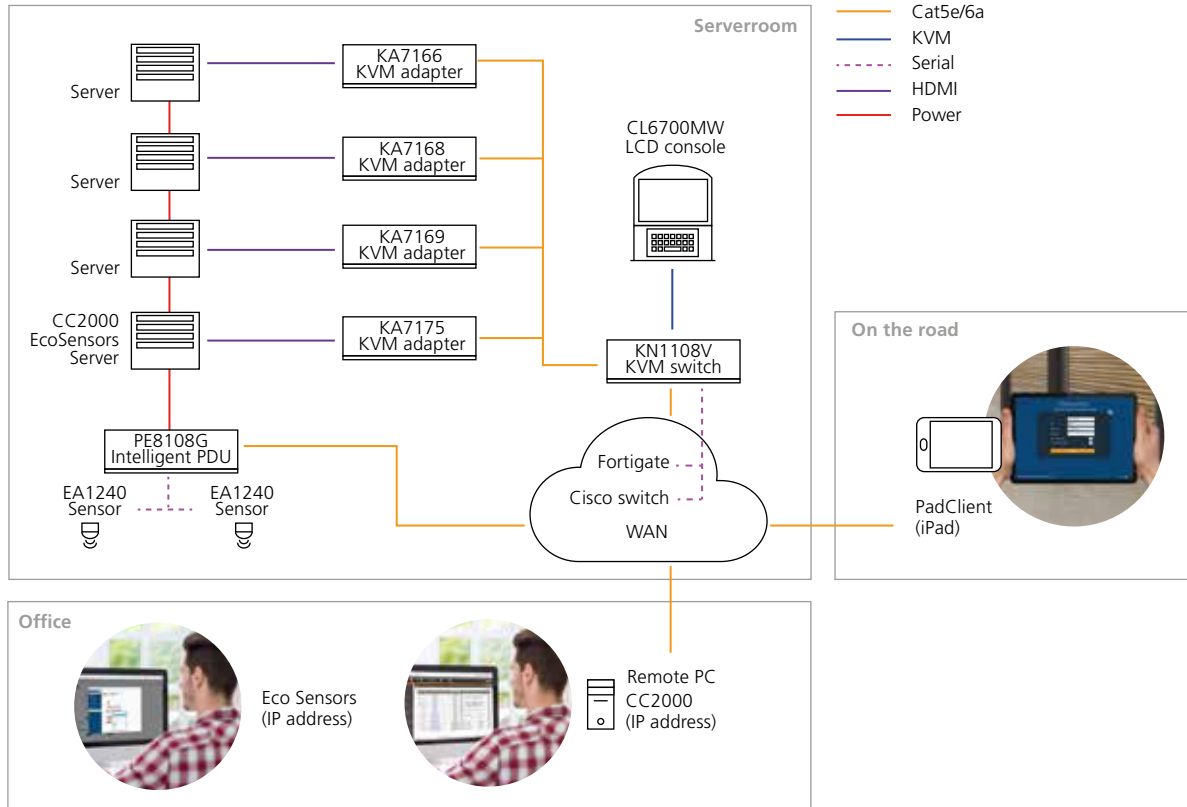 Serverroom
Cat5e/6a
KVM
Serial
HDMI
Power
Server
KA7166
KVM adapter
Server
KA7168
KVM adapter
CL6700MW
LCD console
Server
KA7169
KVM adapter
CC2000
EcoSensors
Server
KA7175
KVM adapter
KN1108V
KVM switch
On the road
PadClient
(iPad)
PE8108G
Intelligent PDU
EA1240
Sensor
EA1240
Sensor
Fortigate
Cisco switch
WAN
Office
Eco Sensors
(IP address)
Remote PC
CC2000
(IP address)